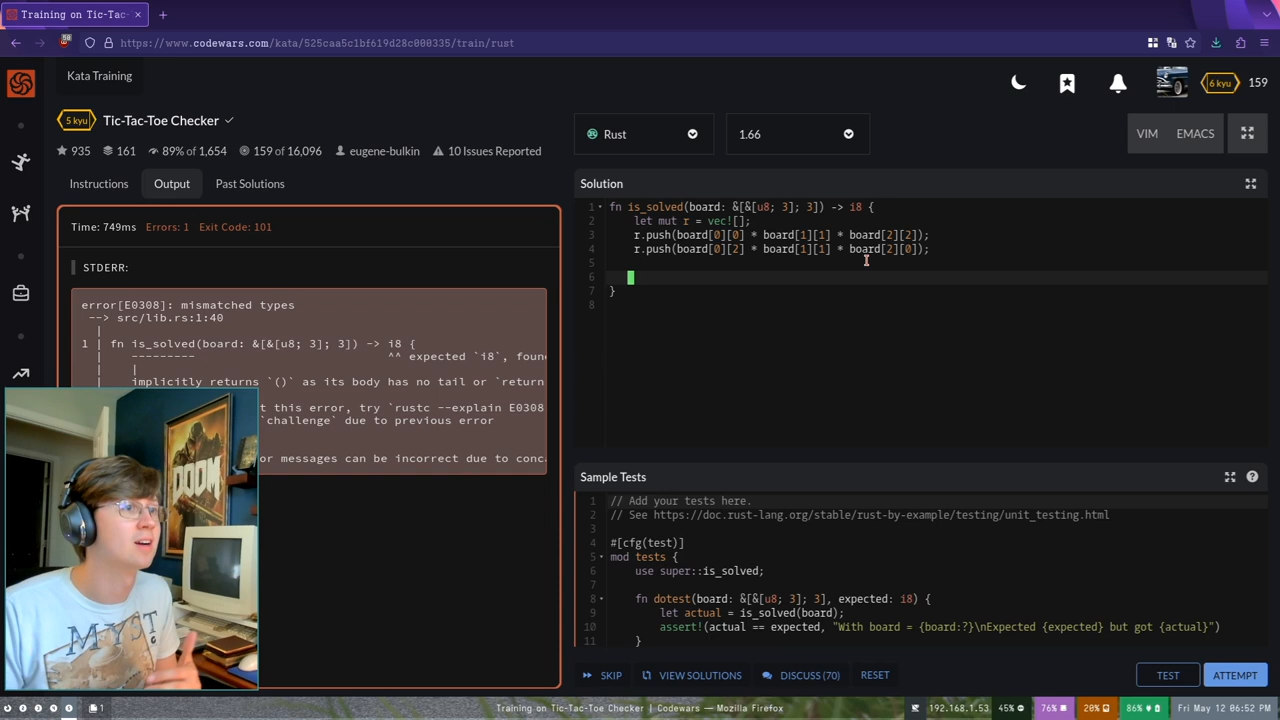 Training on Tic-Tac-
https://www.codewars.com/kata/525caa5c1bf619d28c000335/train/rust
58
Kata Training
6 kyu
159
5 kyu
Tic-Tac-Toe Checker
935
161
89% of 1,654
159 of 16,096
eugene-bulkin
10 Issues Reported
Rust
1.66
VIM
EMACS
Instructions
Output
Past Solutions
Time: 749ms Errors: 1 Exit Code: 101
STDERR:
error[E0308]: mismatched types
--> src/lib.rs:1:40
|
1 | fn is_solved(board: &[&[u8; 3]; 3]) -> i8 {
| --------- ^^ expected `i8`, foun
| |
implicitly returns `()` as its body has no tail or `return
t this error, try `rustc --explain E0308
`challenge` due to previous error
or messages can be incorrect due to conc
DOOM
MYST
Solution
1 fn is_solved(board: &[&[u8; 3]; 3]) -> i8 {
2 let mut r = vec![];
3 r.push(board[0][0] * board[1][1] * board[2][2]);
4 r.push(board[0][2] * board[1][1] * board[2][0]);
5
6
7 }
8
Sample Tests
1 // Add your tests here.
2 // See https://doc.rust-lang.org/stable/rust-by-example/testing/unit_testing.html
3
4 #[cfg(test)]
5 mod tests {
6 use super::is_solved;
7
8 fn dotest(board: &[&[u8; 3]; 3], expected: i8) {
9 let actual = is_solved(board);
10 assert!(actual == expected, "With board = {board:?}\nExpected {expected} but got {actual}")
11 }
SKIP
VIEW SOLUTIONS
DISCUSS (70)
RESET
TEST
ATTEMPT
1
Training on Tic-Tac-Toe Checker | Codewars — Mozilla Firefox
192.168.1.53
45%
76%
20%
86%
Fri May 12 06:52 PM